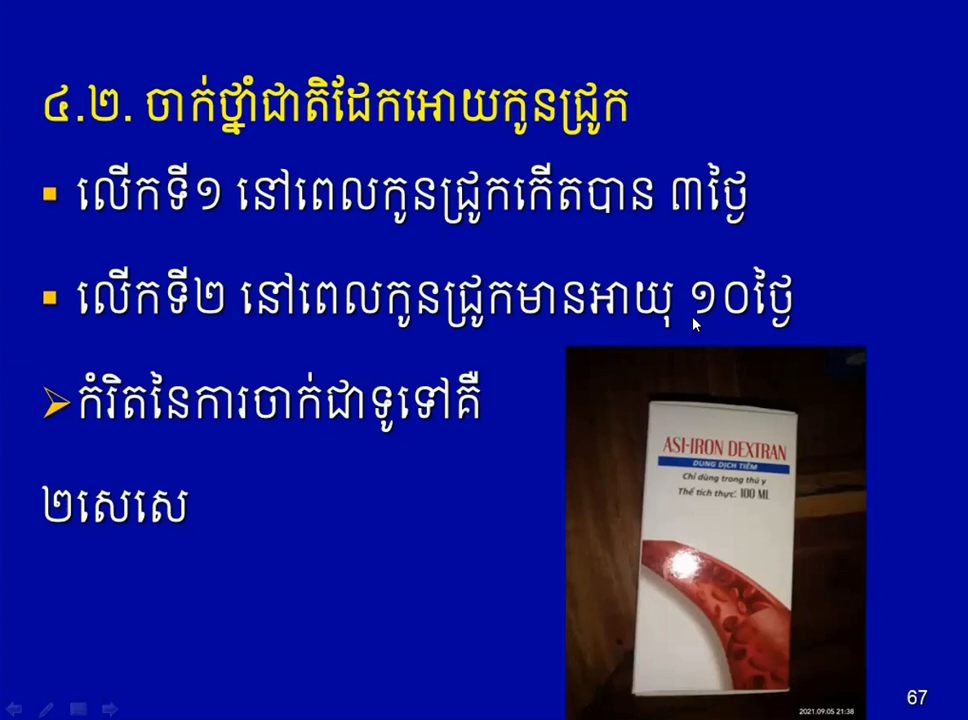 ៤.២. ចាក់ថ្នាំជាតិដែកអោយកូនជ្រូក
▪ លើកទី១ នៅពេលកូនជ្រូកកើតបាន ៣ថ្ងៃ
▪ លើកទី២ នៅពេលកូនជ្រូកមានអាយុ ១០ថ្ងៃ
➢ កំរិតនៃការចាក់ជាទូទៅគឺ
២សេសេ
ASI-IRON DEXTRAN
DUNG DỊCH TIÊM
Chỉ dùng trong thú y
Thể tích thực: 100 ML
2021.09.05 21:38
67